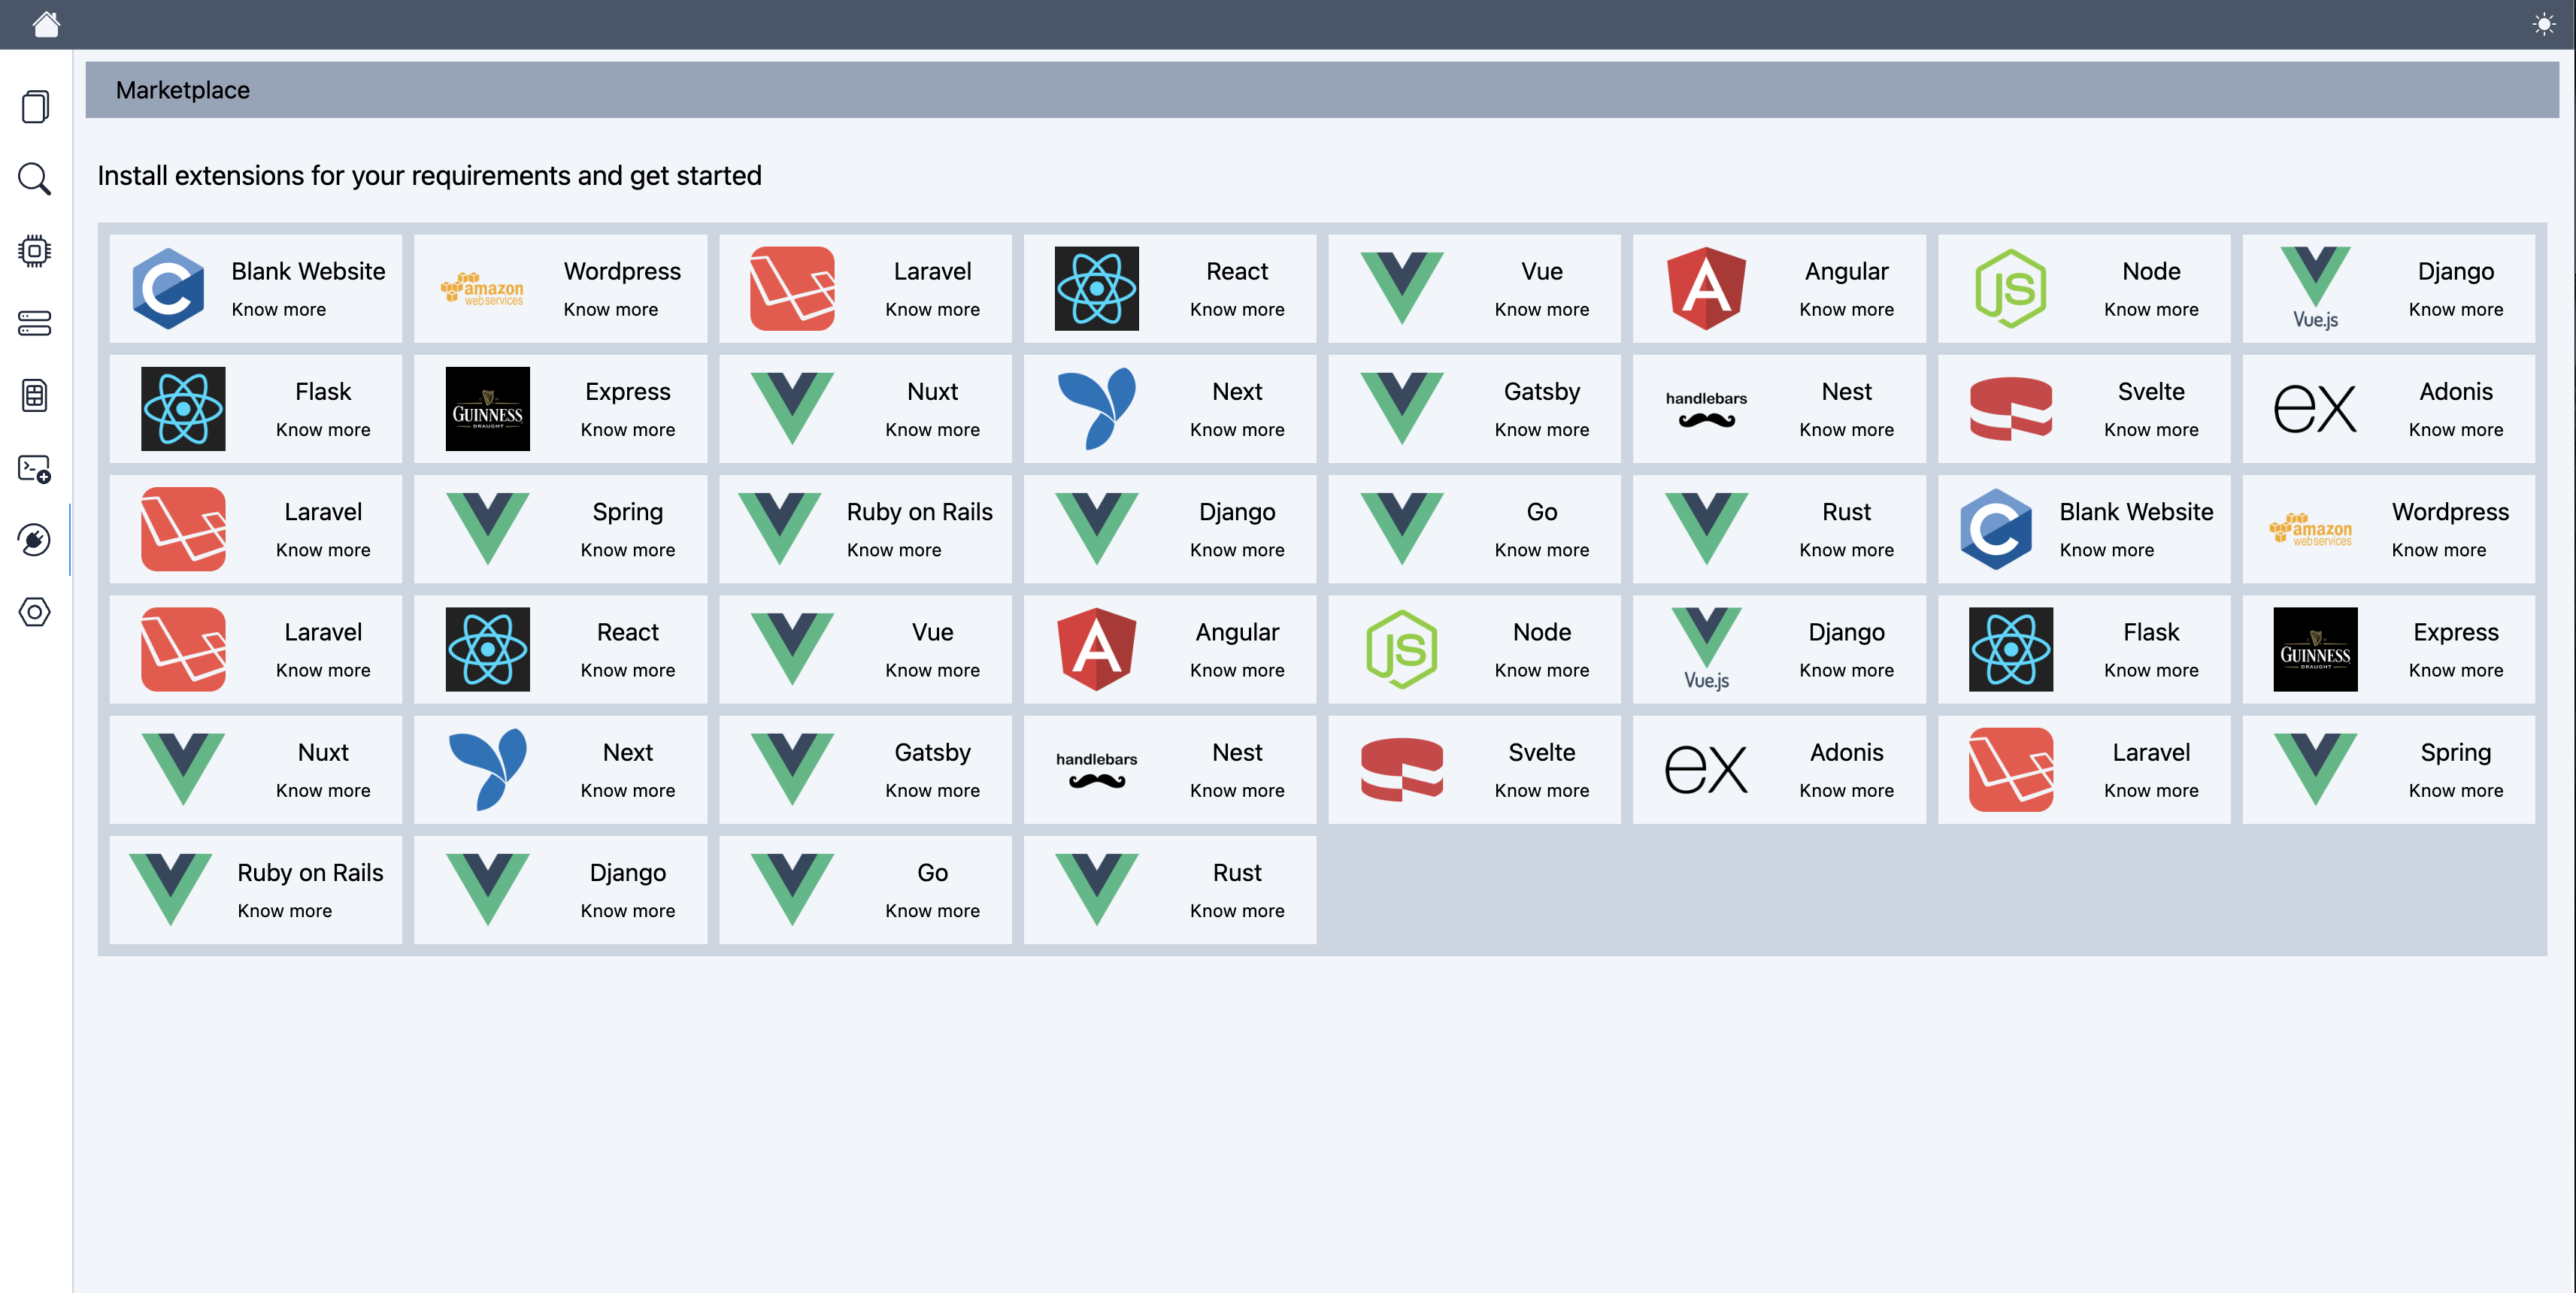 Marketplace
Install extensions for your requirements and get started
Blank Website
Know more
amazon
webservices
Wordpress
Know more
Laravel
Know more
React
Know more
Vue
Know more
Angular
Know more
JS
Node
Know more
Vue.js
Django
Know more
Flask
Know more
GUINNESS
DRAUGHT
Express
Know more
Nuxt
Know more
Next
Know more
Gatsby
Know more
handlebars
Nest
Know more
Svelte
Know more
ex
Adonis
Know more
Laravel
Know more
Spring
Know more
Ruby on Rails
Know more
Django
Know more
Go
Know more
Rust
Know more
Blank Website
Know more
amazon
webservices
Wordpress
Know more
Laravel
Know more
React
Know more
Vue
Know more
Angular
Know more
JS
Node
Know more
Vue.js
Django
Know more
Flask
Know more
GUINNESS
DRAUGHT
Express
Know more
Nuxt
Know more
Next
Know more
Gatsby
Know more
handlebars
Nest
Know more
Svelte
Know more
ex
Adonis
Know more
Laravel
Know more
Spring
Know more
Ruby on Rails
Know more
Django
Know more
Go
Know more
Rust
Know more